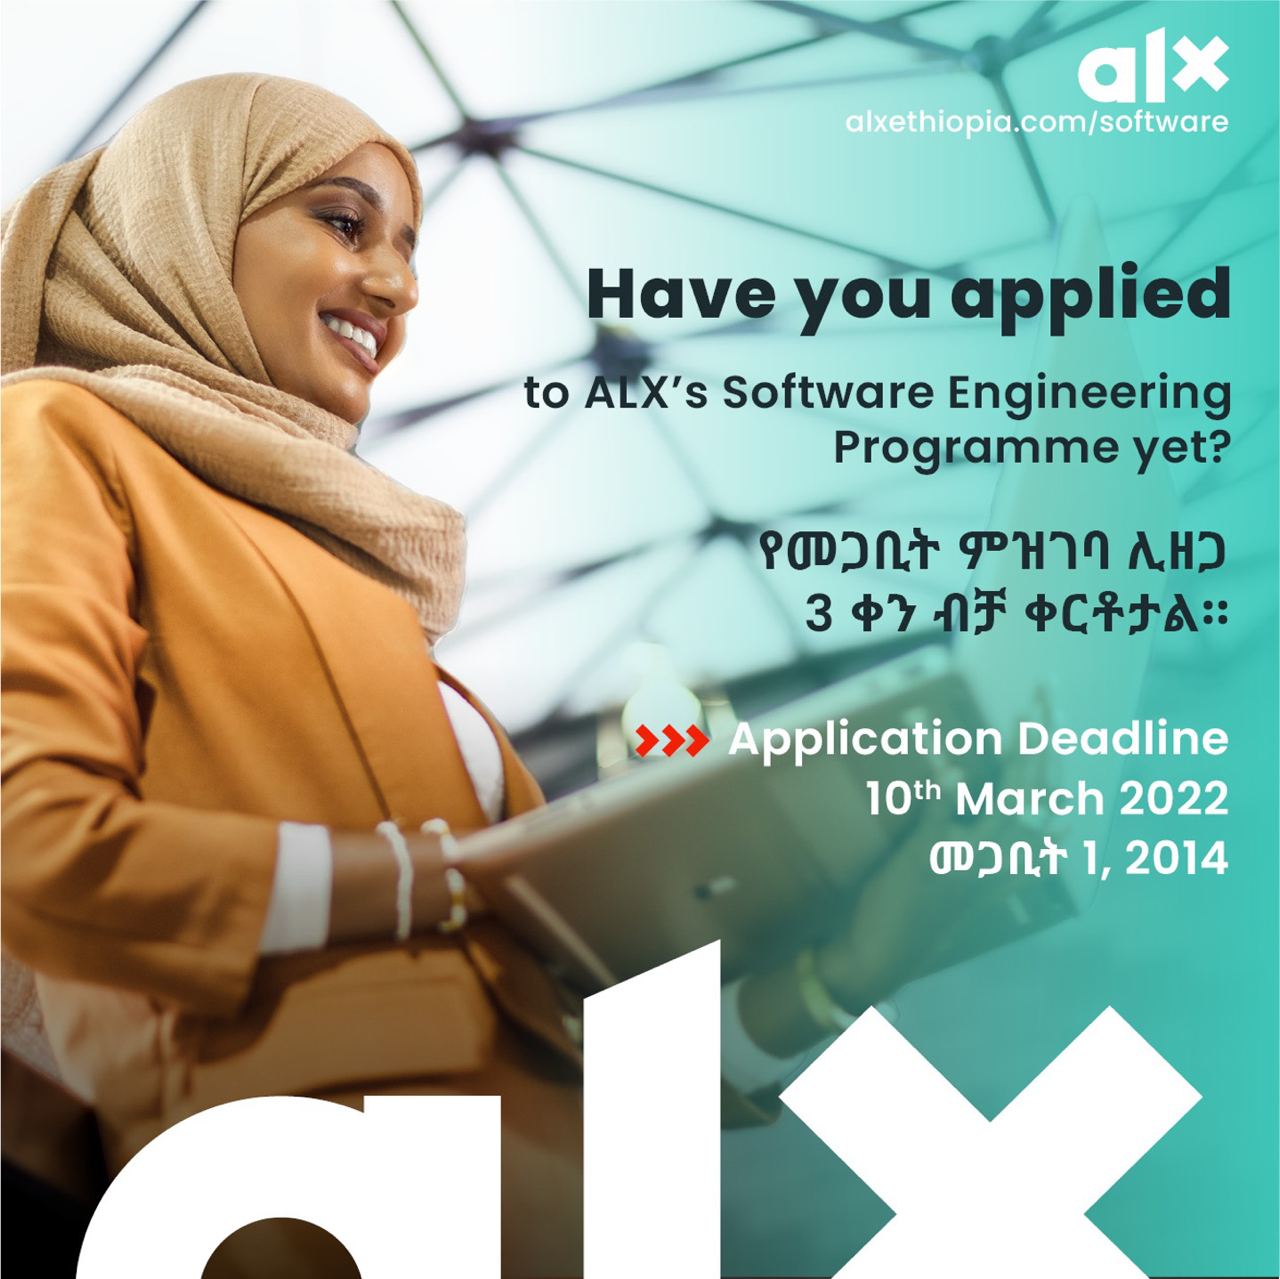 alx
alxethiopia.com/software
Have you applied
to ALX’s Software Engineering
Programme yet?
የመጋቢት ምዝገባ ሊዘጋ
3 ቀን ብቻ ቀርቶታል።
Application Deadline
10th March 2022
መጋቢት 1, 2014
alx